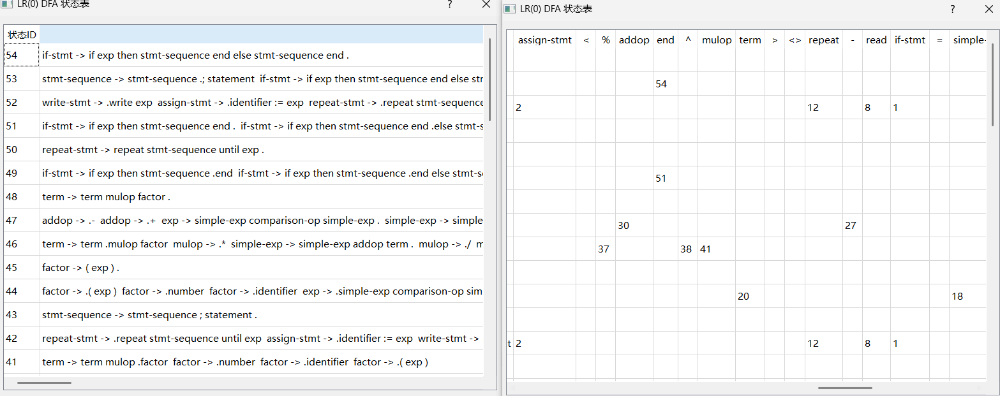 LR(0) DFA 状态表 ?
状态ID
54 if-stmt -> if exp then stmt-sequence end else stmt-sequence end .
53 stmt-sequence -> stmt-sequence .; statement if-stmt -> if exp then stmt-sequence end else
52 write-stmt -> .write exp assign-stmt -> .identifier := exp repeat-stmt -> .repeat stmt-sequence
51 if-stmt -> if exp then stmt-sequence end . if-stmt -> if exp then stmt-sequence end .else
50 repeat-stmt -> repeat stmt-sequence until exp .
49 if-stmt -> if exp then stmt-sequence .end if-stmt -> if exp then stmt-sequence .end else
48 term -> term mulop factor .
47 addop -> .- addop -> .+ exp -> simple-exp comparison-op simple-exp . simple-exp -> simple
46 term -> term .mulop factor mulop -> .* simple-exp -> simple-exp addop term . mulop -> ./
45 factor -> ( exp ) .
44 factor -> .( exp ) factor -> .number factor -> .identifier exp -> .simple-exp comparison-op sim
43 stmt-sequence -> stmt-sequence ; statement .
42 repeat-stmt -> .repeat stmt-sequence until exp assign-stmt -> .identifier := exp write-stmt ->
41 term -> term mulop .factor factor -> .number factor -> .identifier factor -> .( exp )
LR(0) DFA 状态表 ?
assign-stmt < % addop end ^ mulop term > <> repeat - read if-stmt = simple-
54
2 12 8 1
51
30 27
37 38 41
20 18
t 2 12 8 1